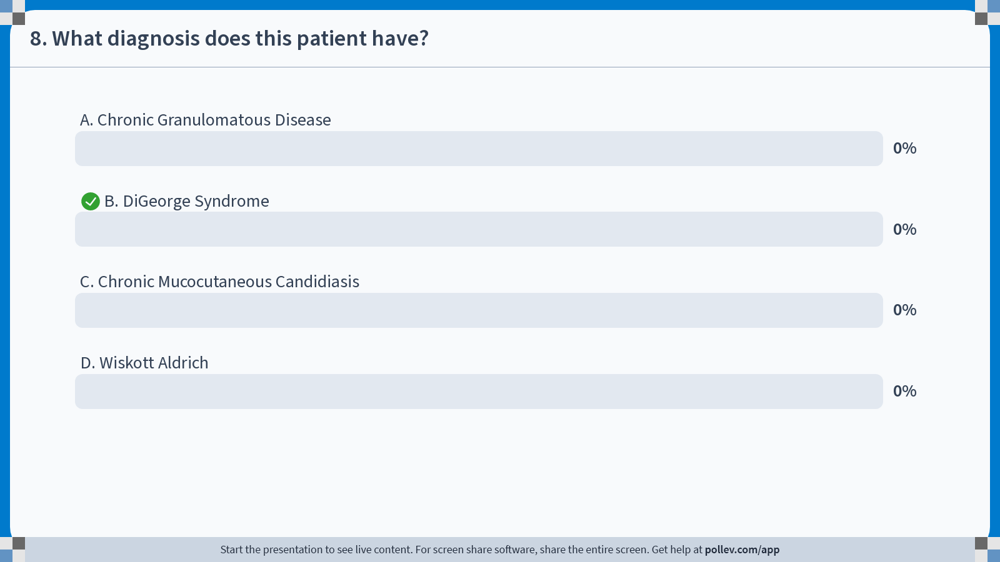 8. What diagnosis does this patient have?
A. Chronic Granulomatous Disease
0%
B. DiGeorge Syndrome
0%
C. Chronic Mucocutaneous Candidiasis
0%
D. Wiskott Aldrich
0%
Start the presentation to see live content. For screen share software, share the entire screen. Get help at pollev.com/app